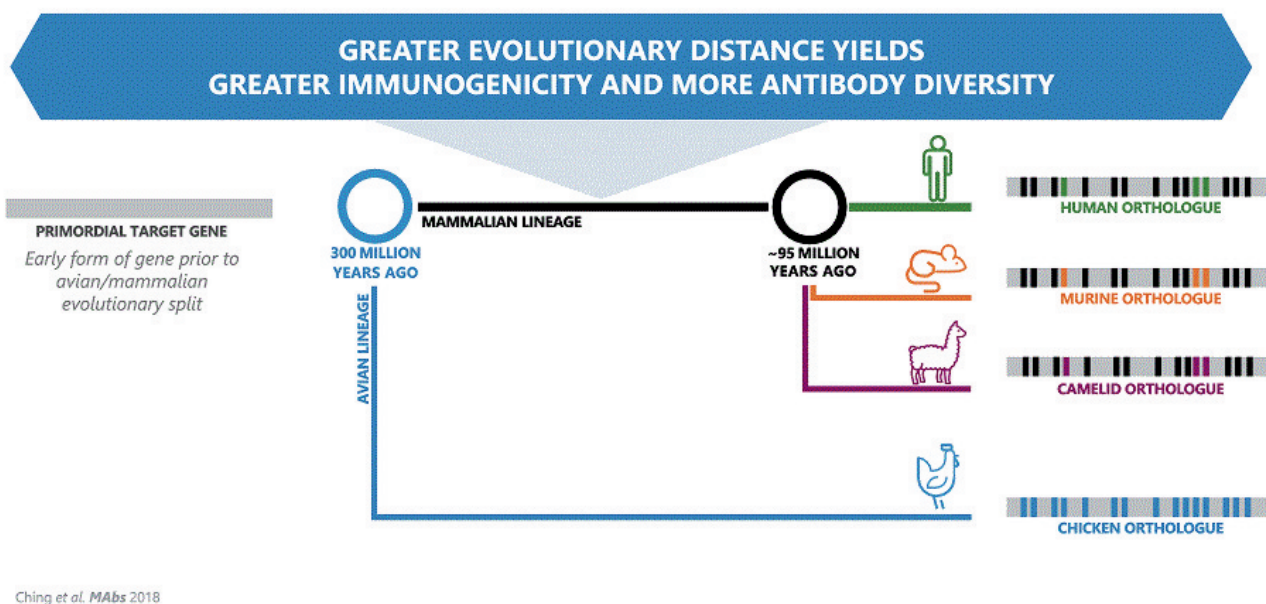 GREATER EVOLUTIONARY DISTANCE YIELDS
GREATER IMMUNOGENICITY AND MORE ANTIBODY DIVERSITY
PRIMORDIAL TARGET GENE
Early form of gene prior to
avian/mammalian
evolutionary split
MAMMALIAN LINEAGE
300 MILLION
YEARS AGO
~95 MILLION
YEARS AGO
AVIAN LINEAGE
HUMAN ORTHOLOGUE
MURINE ORTHOLOGUE
CAMELID ORTHOLOGUE
CHICKEN ORTHOLOGUE
Ching et al. MAbs 2018